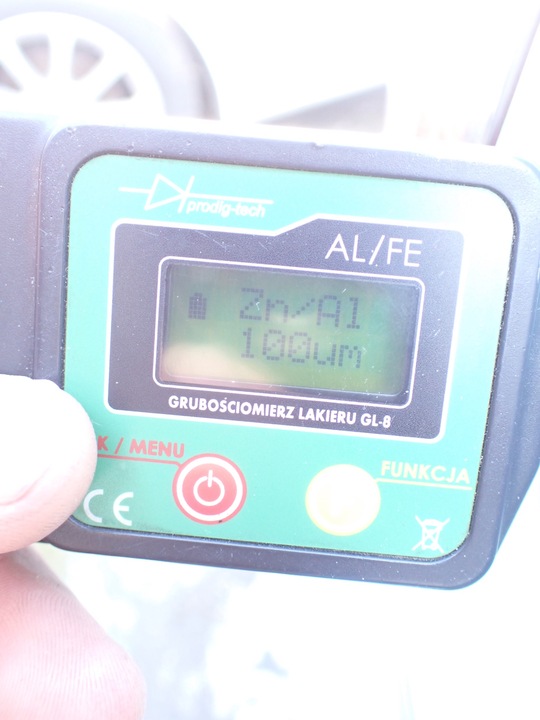 prodig-tech
AL/FE
Zn/Al
100um
GRUBOŚCIOMIERZ LAKIERU GL-8
K / MENU
FUNKCJA
CE